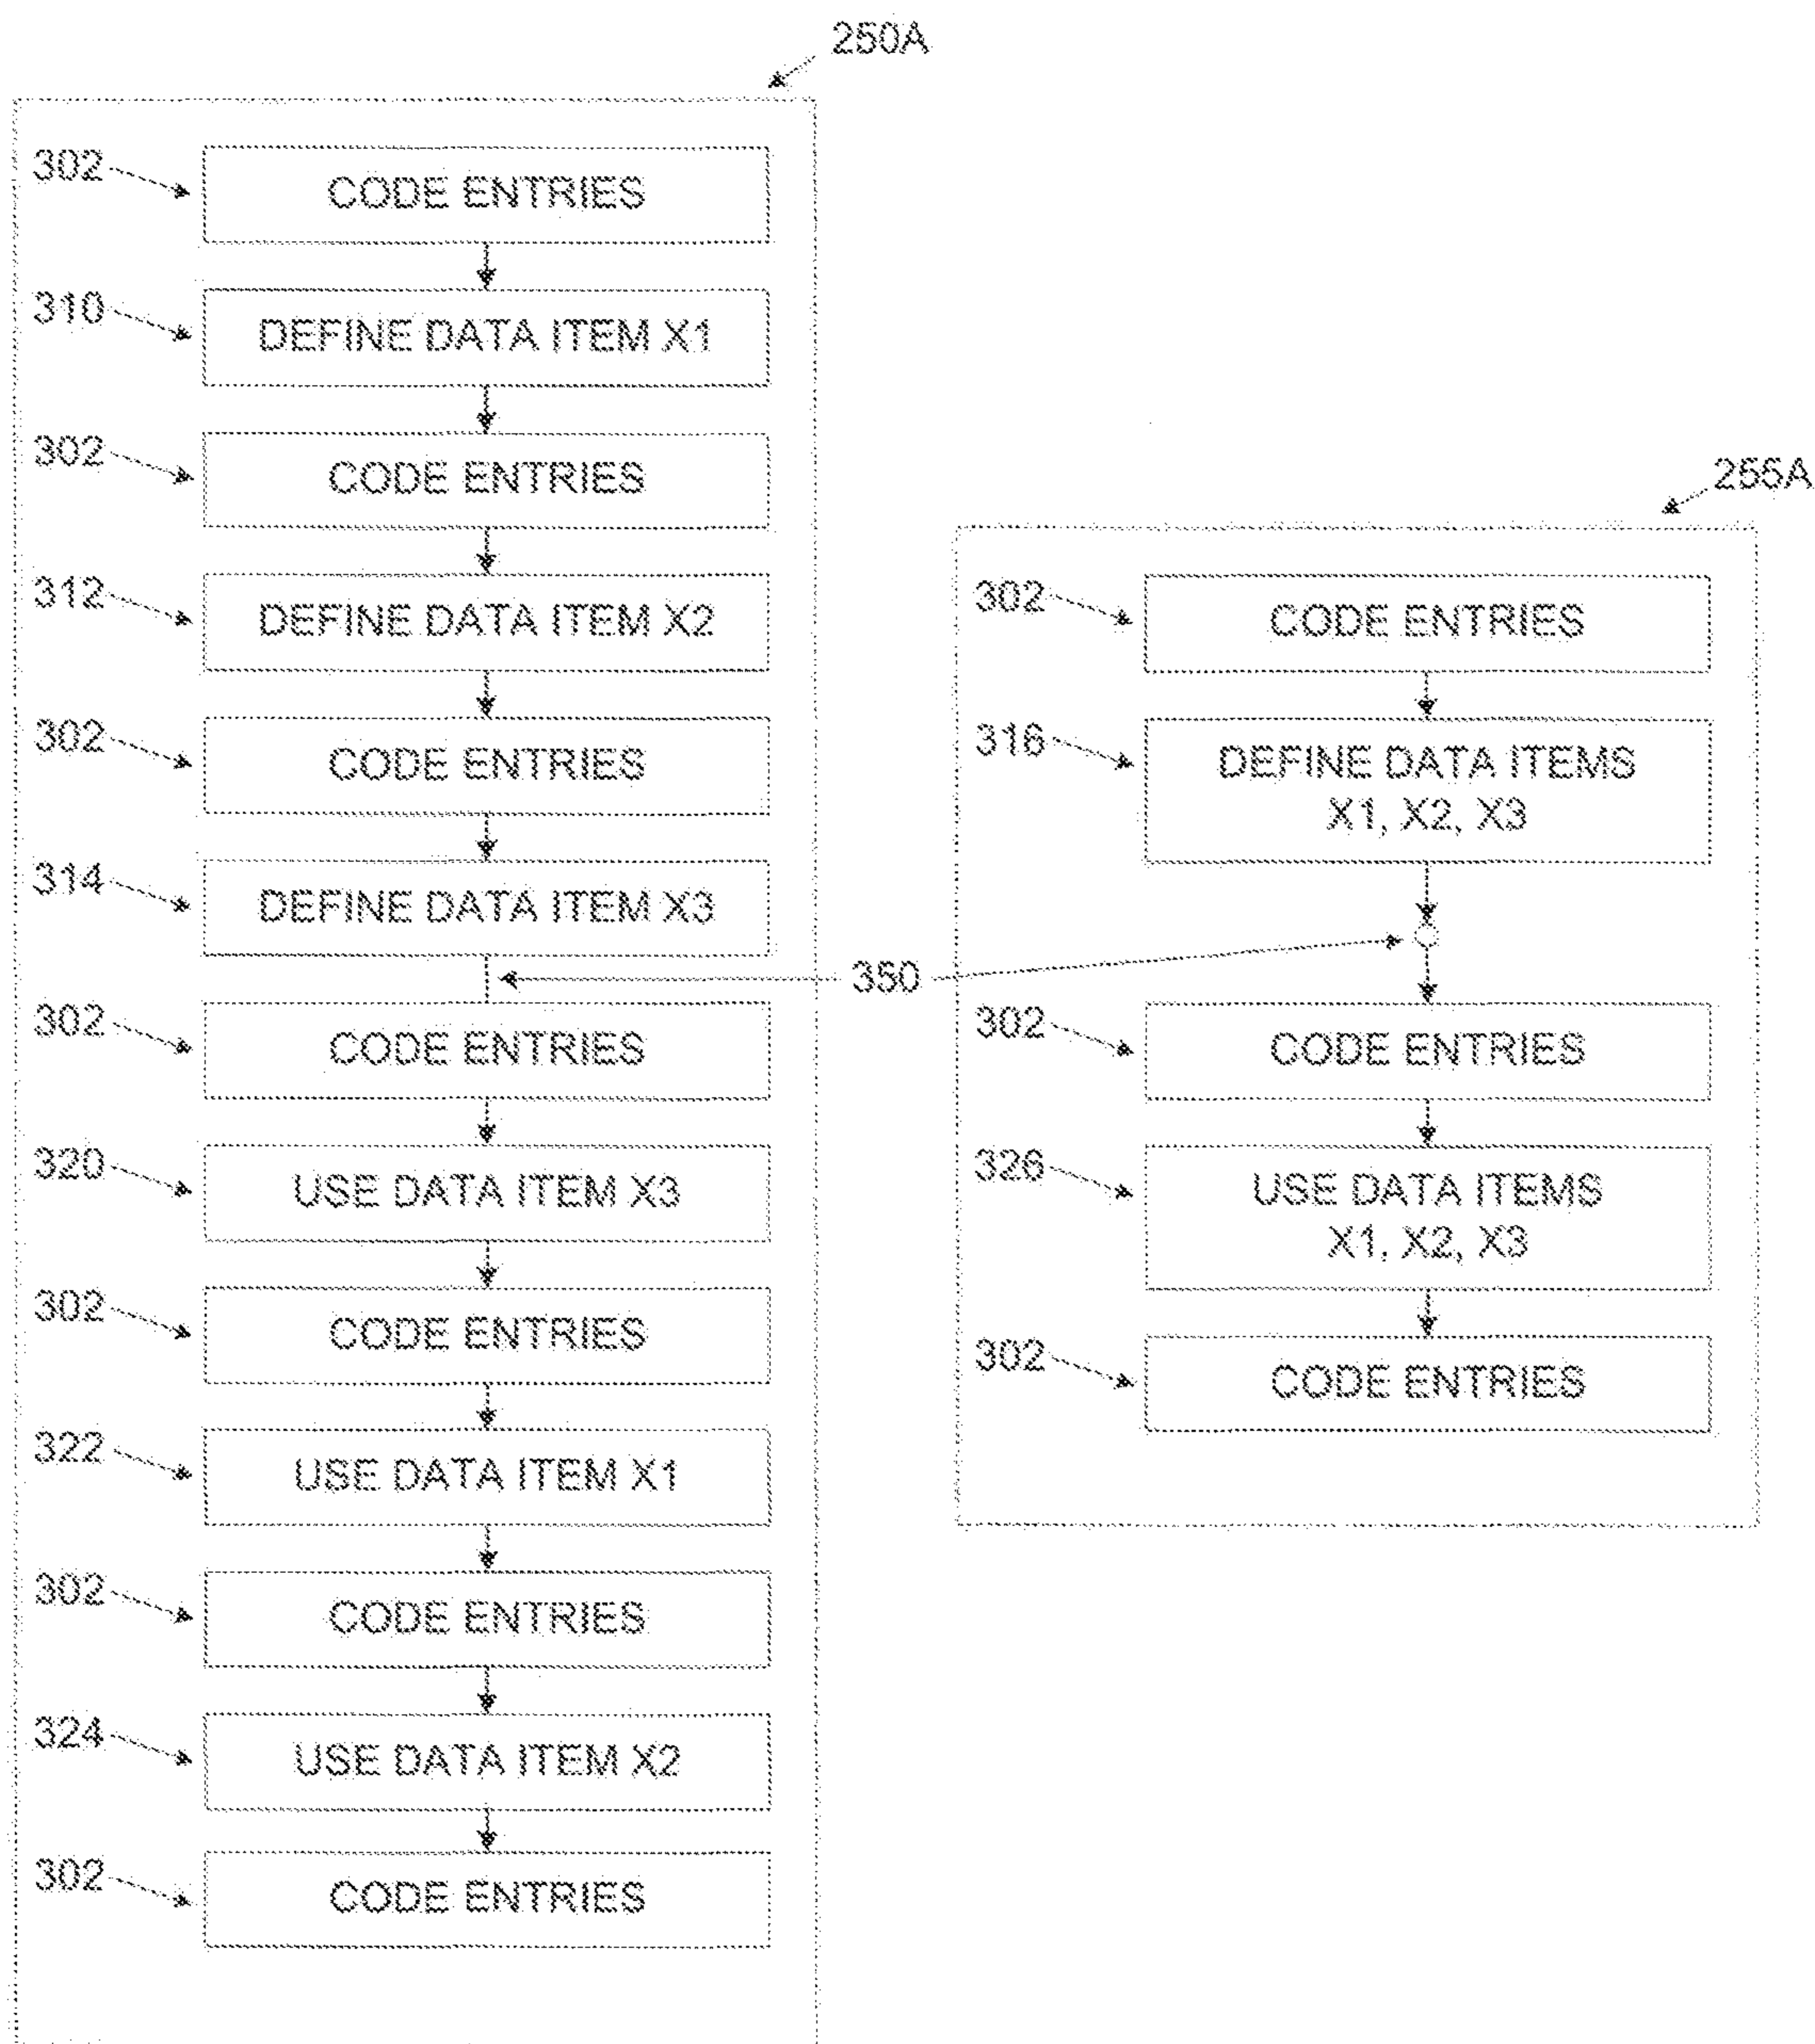 250A
302
CODE ENTRIES
310
DEFINE DATA ITEM X1
302
CODE ENTRIES
312
DEFINE DATA ITEM X2
302
CODE ENTRIES
314
DEFINE DATA ITEM X3
350
302
CODE ENTRIES
320
USE DATA ITEM X3
302
CODE ENTRIES
322
USE DATA ITEM X1
302
CODE ENTRIES
324
USE DATA ITEM X2
302
CODE ENTRIES
255A
302
CODE ENTRIES
316
DEFINE DATA ITEMS
X1, X2, X3
302
CODE ENTRIES
326
USE DATA ITEMS
X1, X2, X3
302
CODE ENTRIES